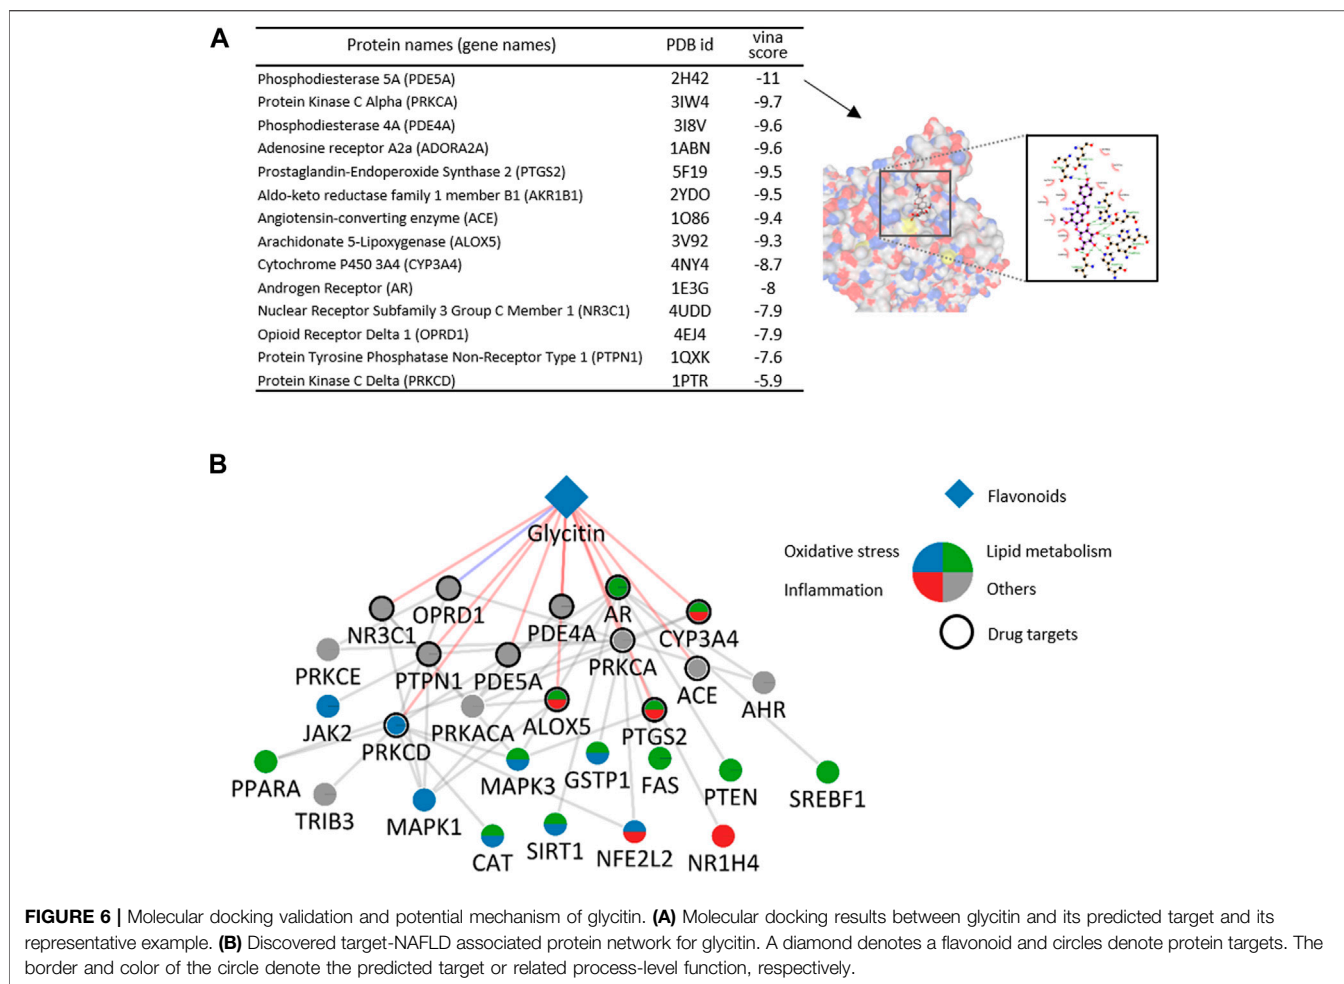 A
Protein names (gene names) PDB id vina score
Phosphodiesterase 5A (PDE5A) 2H42 -11
Protein Kinase C Alpha (PRKCA) 3IW4 -9.7
Phosphodiesterase 4A (PDE4A) 3I8V -9.6
Adenosine receptor A2a (ADORA2A) 1ABN -9.6
Prostaglandin-Endoperoxide Synthase 2 (PTGS2) 5F19 -9.5
Aldo-keto reductase family 1 member B1 (AKR1B1) 2YDO -9.5
Angiotensin-converting enzyme (ACE) 1O86 -9.4
Arachidonate 5-Lipoxygenase (ALOX5) 3V92 -9.3
Cytochrome P450 3A4 (CYP3A4) 4NY4 -8.7
Androgen Receptor (AR) 1E3G -8
Nuclear Receptor Subfamily 3 Group C Member 1 (NR3C1) 4UDD -7.9
Opioid Receptor Delta 1 (OPRD1) 4EJ4 -7.9
Protein Tyrosine Phosphatase Non-Receptor Type 1 (PTPN1) 1QXK -7.6
Protein Kinase C Delta (PRKCD) 1PTR -5.9
B
Glycitin
Flavonoids
Oxidative stress Lipid metabolism
Inflammation Others
Drug targets
OPRD1
AR
NR3C1
PDE4A
CYP3A4
PRKCE
PTPN1
PDE5A
PRKCA
ACE
AHR
JAK2
PRKCD
PRKACA
ALOX5
PTGS2
PPARA
MAPK3
GSTP1
FAS
PTEN
SREBF1
TRIB3
MAPK1
CAT
SIRT1
NFE2L2
NR1H4
FIGURE 6 | Molecular docking validation and potential mechanism of glycitin. (A) Molecular docking results between glycitin and its predicted target and its
representative example. (B) Discovered target-NAFLD associated protein network for glycitin. A diamond denotes a flavonoid and circles denote protein targets. The
border and color of the circle denote the predicted target or related process-level function, respectively.